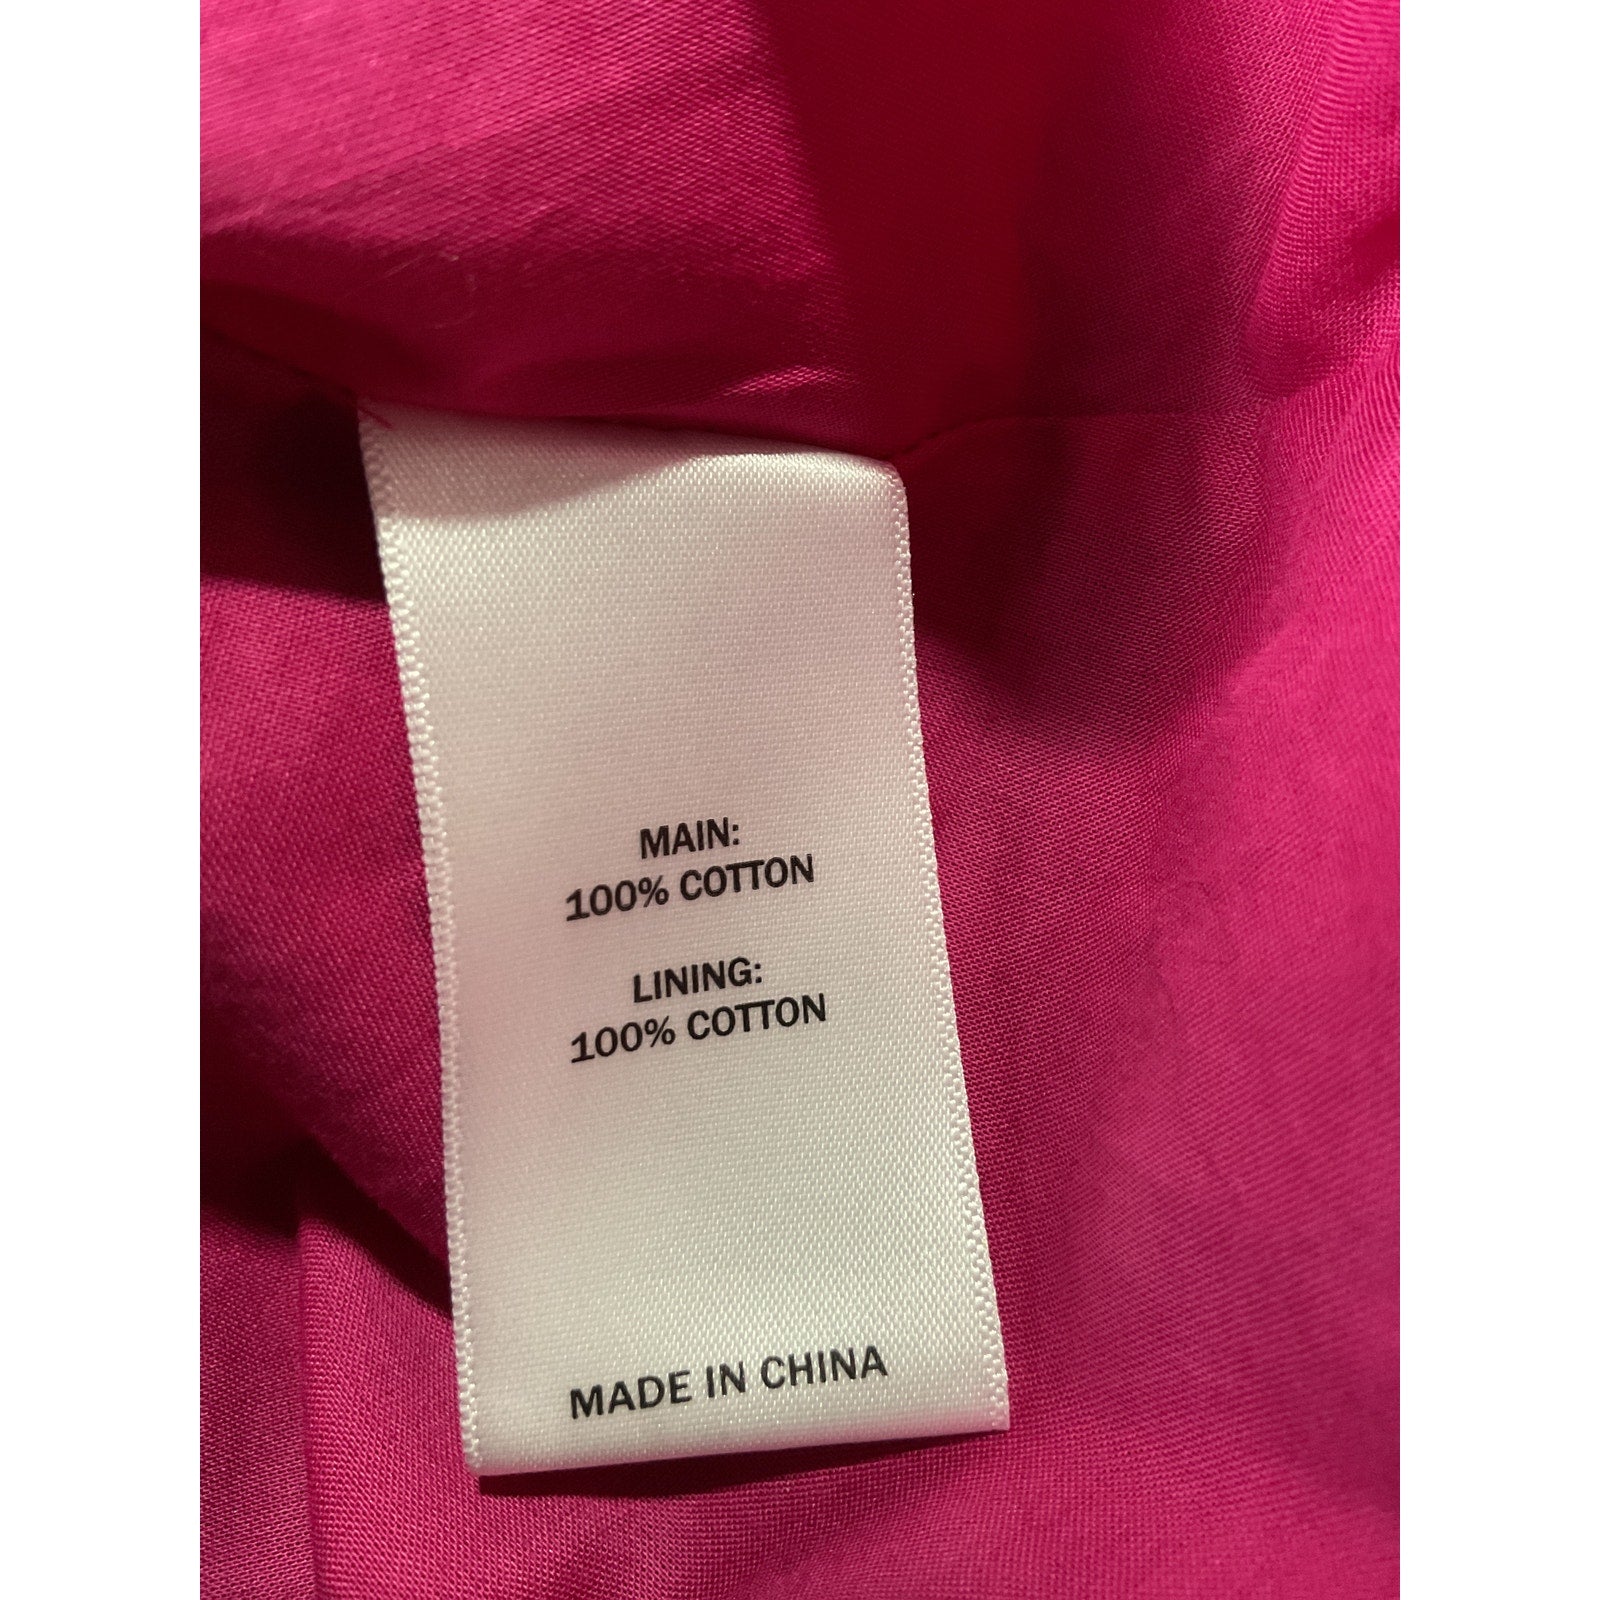 MAIN:
100% COTTON
LINING:
100% COTTON
MADE IN CHINA